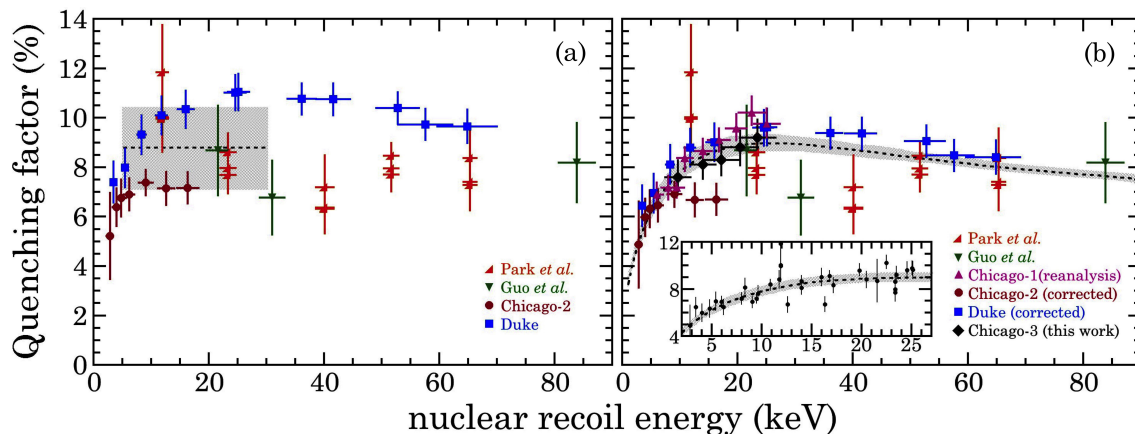 Quenching factor (%)
14
12
10
8
6
4
2
0
(a)
Park et al.
Guo et al.
Chicago-2
Duke
0 20 40 60 80
(b)
12
8
4
5 10 15 20 25
Park et al.
Guo et al.
Chicago-1(reanalysis)
Chicago-2 (corrected)
Duke (corrected)
Chicago-3 (this work)
0 20 40 60 80
nuclear recoil energy (keV)